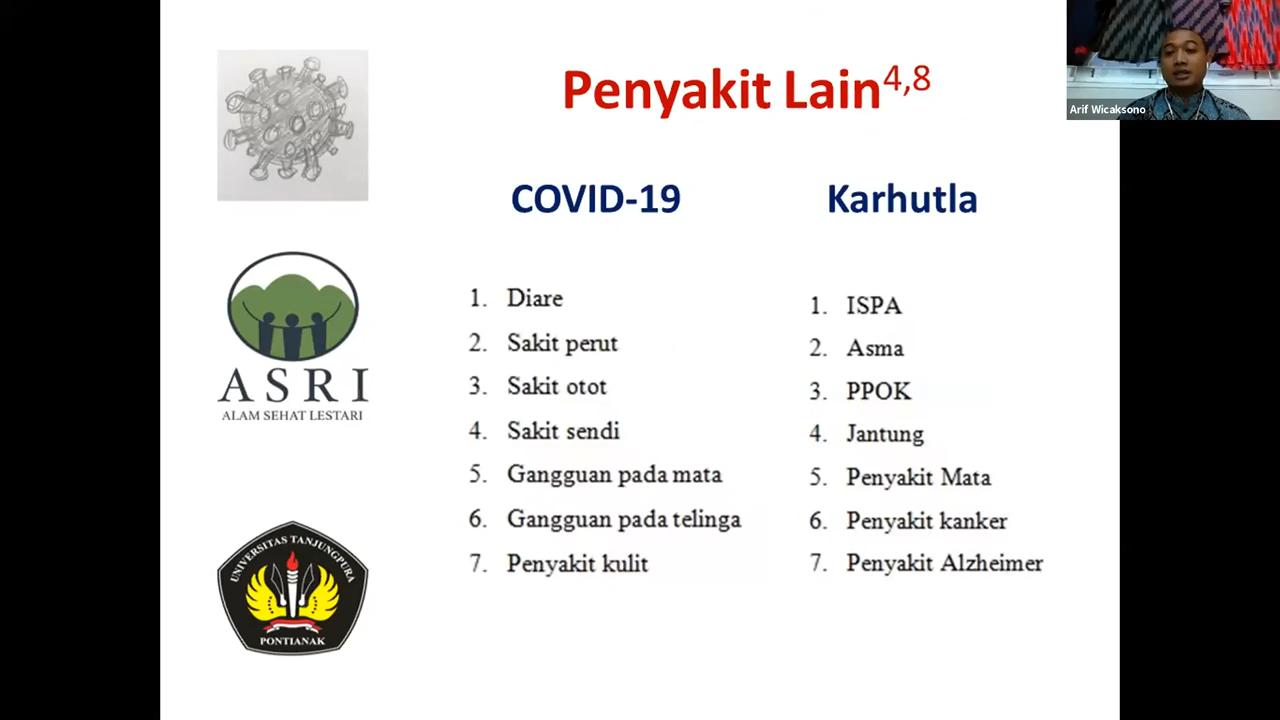 Penyakit Lain4,8
Arif Wicaksono
COVID-19
1. Diare
2. Sakit perut
3. Sakit otot
4. Sakit sendi
5. Gangguan pada mata
6. Gangguan pada telinga
7. Penyakit kulit
Karhutla
1. ISPA
2. Asma
3. PPOK
4. Jantung
5. Penyakit Mata
6. Penyakit kanker
7. Penyakit Alzheimer
ASRI
ALAM SEHAT LESTARI
UNIVERSITAS TANJUNGPURA
PONTIANAK